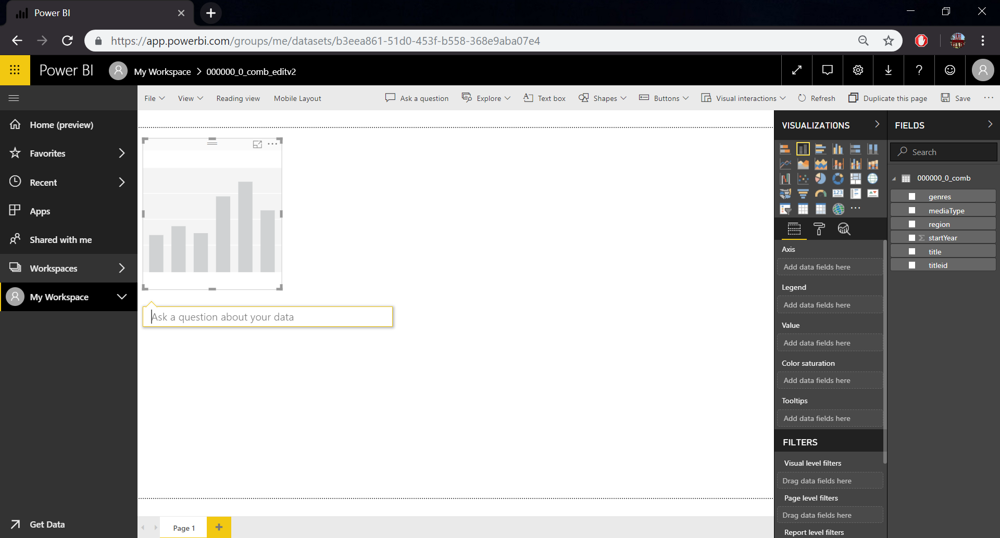 Power BI
https://app.powerbi.com/groups/me/datasets/b3eea861-51d0-453f-b558-368e9aba07e4
Power BI My Workspace > 000000_0_comb_editv2
File View Reading view Mobile Layout Ask a question Explore Text box Shapes Buttons Visual interactions Refresh Duplicate this page Save
Home (preview)
Favorites
Recent
Apps
Shared with me
Workspaces
My Workspace
Get Data
Ask a question about your data
Page 1
VISUALIZATIONS
123
Axis
Add data fields here
Legend
Add data fields here
Value
Add data fields here
Color saturation
Add data fields here
Tooltips
Add data fields here
FILTERS
Visual level filters
Drag data fields here
Page level filters
Drag data fields here
Report level filters
FIELDS
Search
000000_0_comb
genres
mediaType
region
Σ startYear
title
titleid